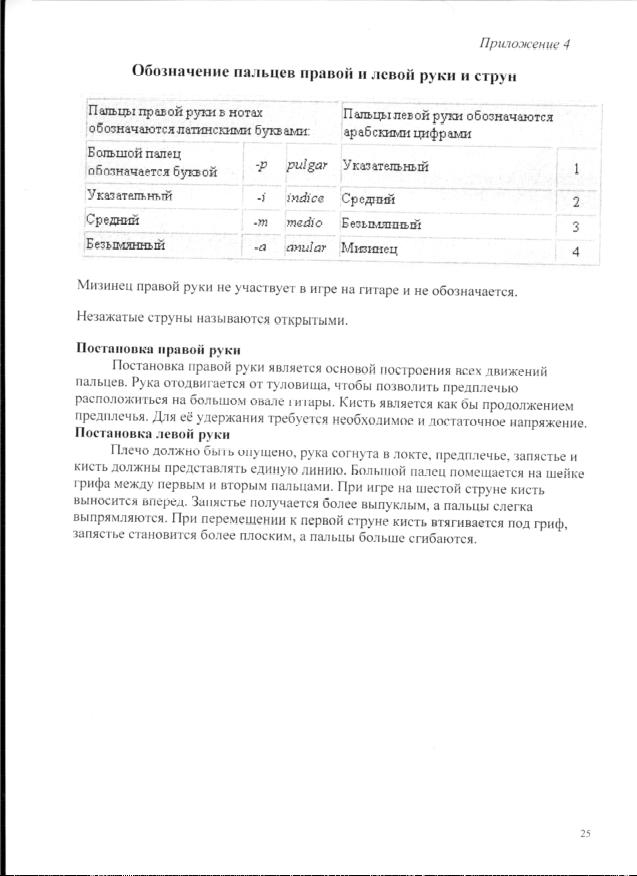 Приложение 4
Обозначение пальцев правой и левой руки и струн
Пальцы правой руки в нотах
обозначаются латинскими буквами:
Пальцы левой руки обозначаются
арабскими цифрами
Большой палец
обозначается буквой
-p pulgar Указательный 1
Указательный -i indice Средний 2
Средний -m medio Безымянный 3
Безымянный -a anular Мизинец 4
Мизинец правой руки не участвует в игре на гитаре и не обозначается.
Незажатые струны называются открытыми.
Постановка правой руки
Постановка правой руки является основой построения всех движений
пальцев. Рука отодвигается от туловища, чтобы позволить предплечью
расположиться на большом овале гитары. Кисть является как бы продолжением
предплечья. Для её удержания требуется необходимое и достаточное напряжение.
Постановка левой руки
Плечо должно быть опущено, рука согнута в локте, предплечье, запястье и
кисть должны представлять единую линию. Большой палец помещается на шейке
грифа между первым и вторым пальцами. При игре на шестой струне кисть
выносится вперед. Запястье получается более выпуклым, а пальцы слегка
выпрямляются. При перемещении к первой струне кисть втягивается под гриф,
запястье становится более плоским, а пальцы больше сгибаются.
25